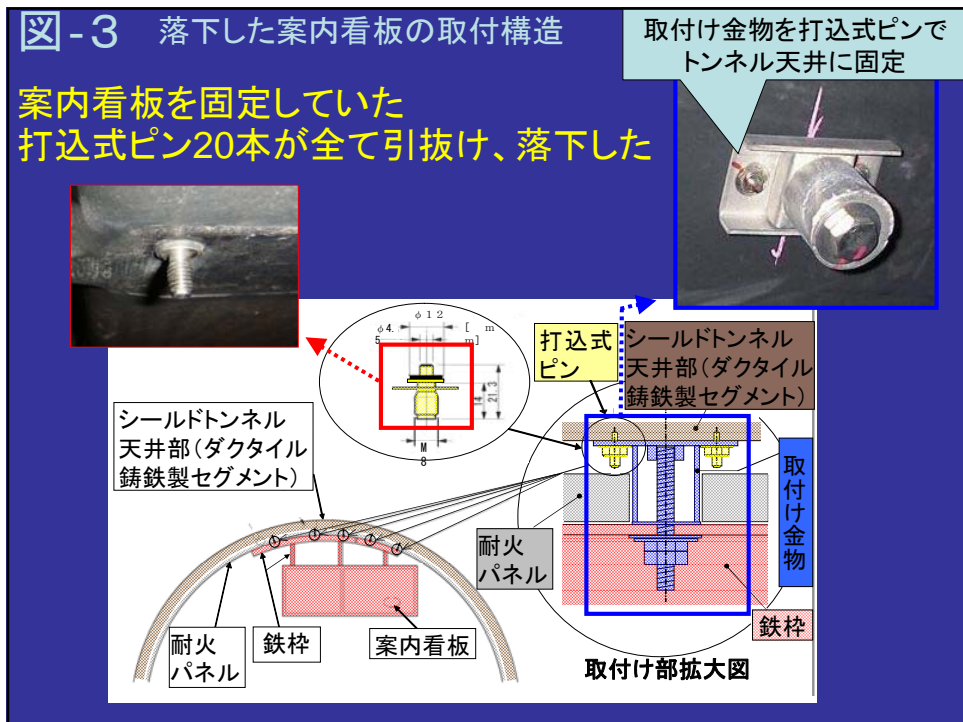 図-3 落下した案内看板の取付構造
取付け金物を打込式ピンで
トンネル天井に固定
案内看板を固定していた
打込式ピン20本が全て引抜け、落下した
φ12
φ4.5
[mm]
14
21.3
M8
打込式
ピン
シールドトンネル
天井部(ダクタイル
鋳鉄製セグメント)
シールドトンネル
天井部(ダクタイル
鋳鉄製セグメント)
取付け金物
耐火
パネル
鉄枠
耐火
パネル
鉄枠
案内看板
取付け部拡大図